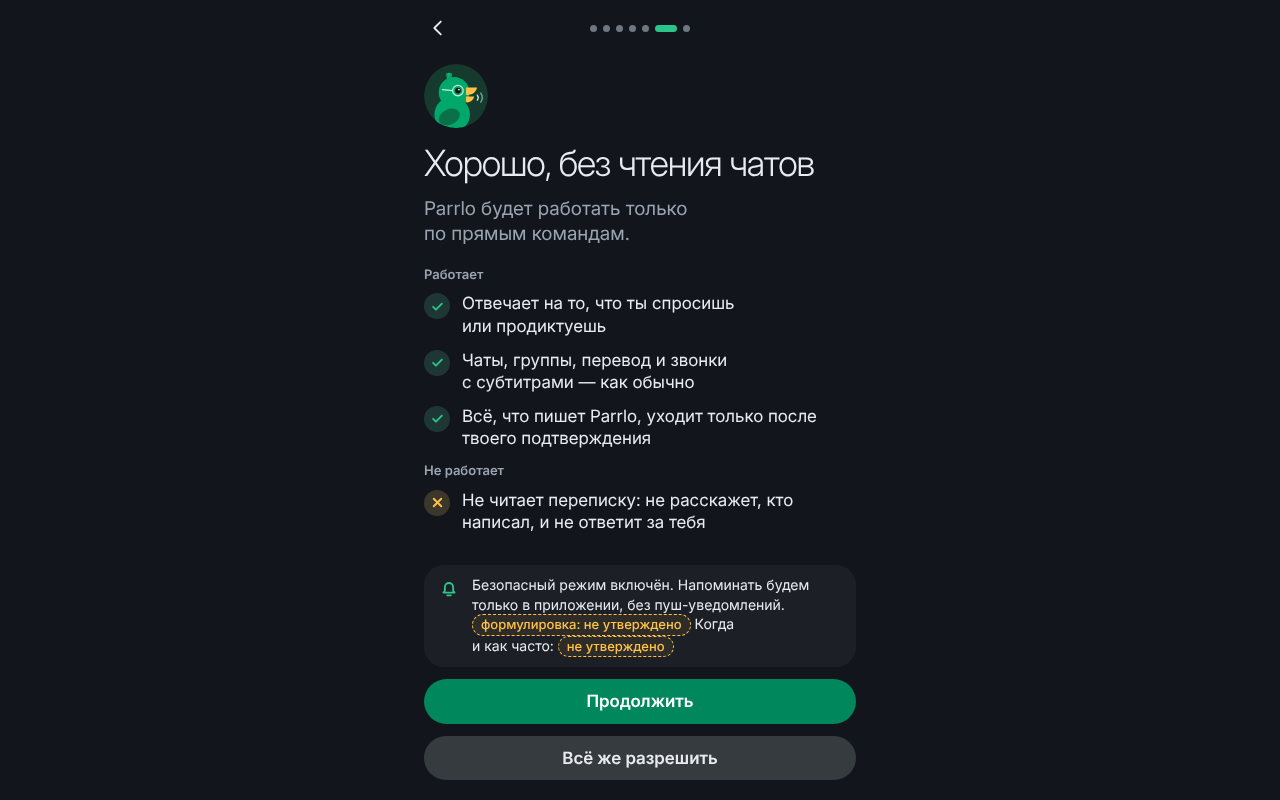 Хорошо, без чтения чатов
Parrlo будет работать только
по прямым командам.
Работает
Отвечает на то, что ты спросишь
или продиктуешь
Чаты, группы, перевод и звонки
с субтитрами — как обычно
Всё, что пишет Parrlo, уходит только после
твоего подтверждения
Не работает
Не читает переписку: не расскажет, кто
написал, и не ответит за тебя
Безопасный режим включён. Напоминать будем
только в приложении, без пуш-уведомлений.
формулировка: не утверждено Когда
и как часто: не утверждено
Продолжить
Всё же разрешить